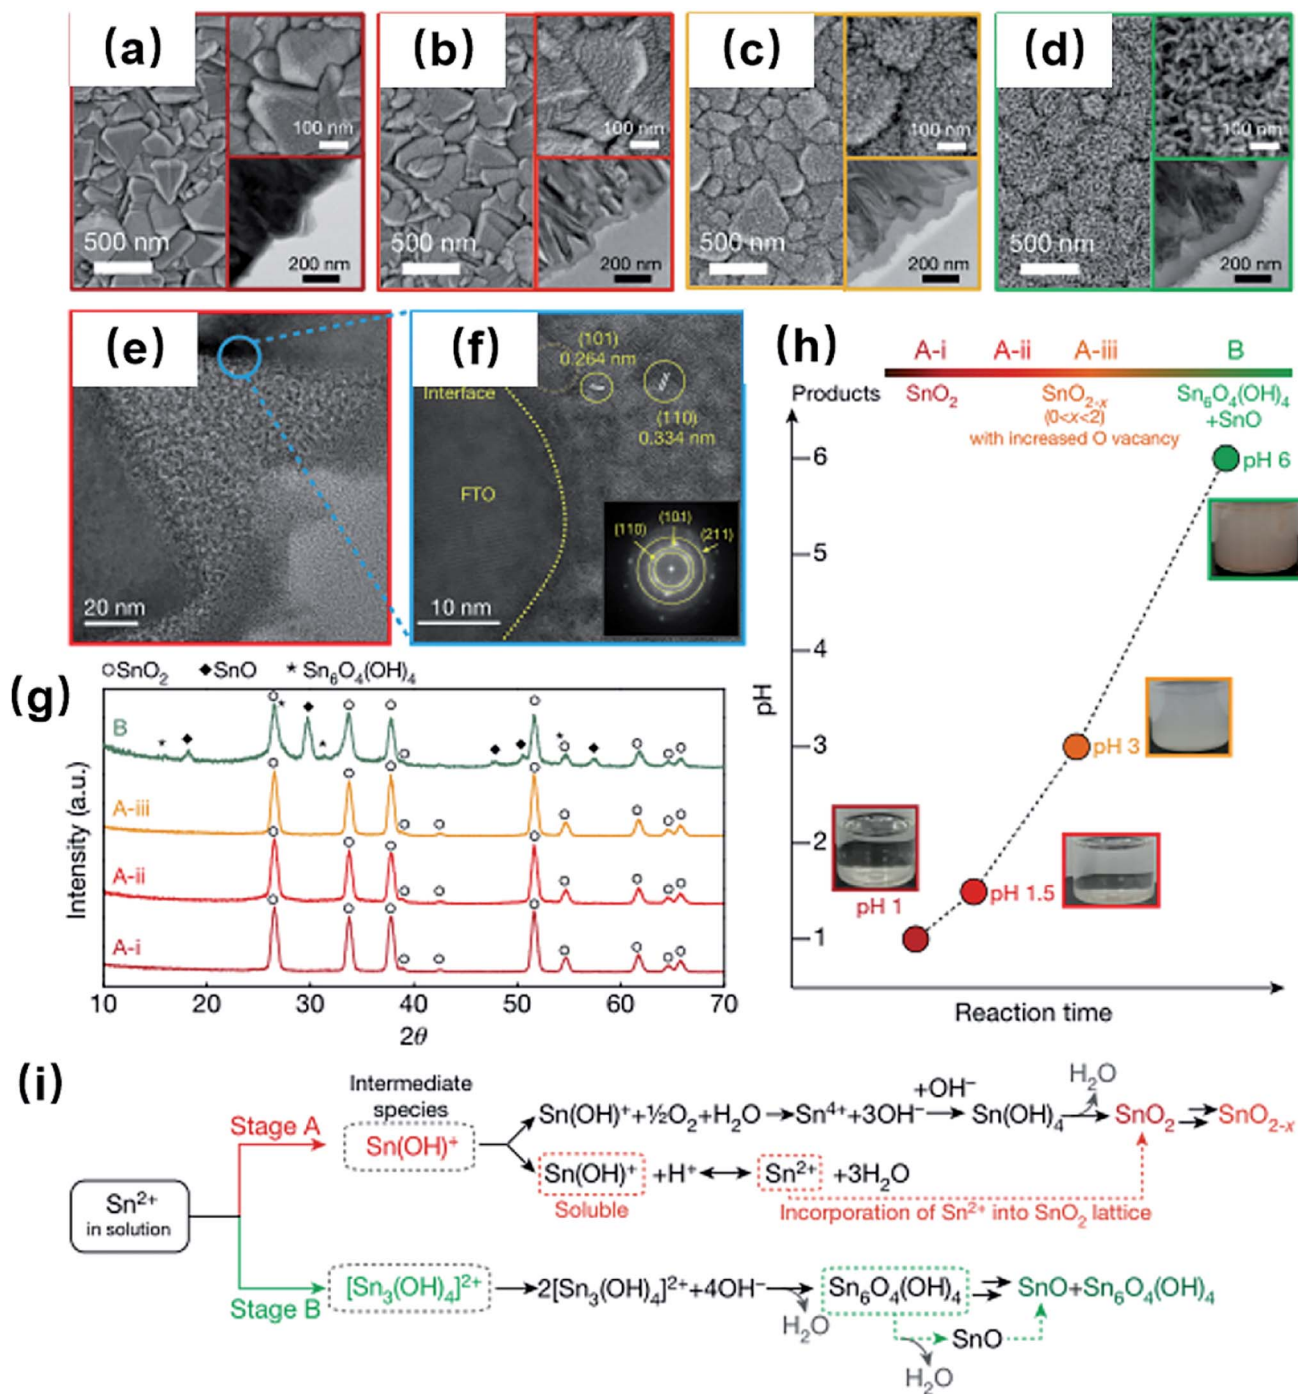 (a)
100 nm
500 nm
200 nm
(b)
100 nm
500 nm
200 nm
(c)
100 nm
500 nm
200 nm
(d)
100 nm
500 nm
200 nm
(e)
20 nm
(f)
(101)
0.264 nm
Interface
(110)
0.334 nm
FTO
(110)
(101)
(211)
10 nm
(g)
○SnO₂ ◆SnO ★ Sn₆O₄(OH)₄
B
A-iii
A-ii
A-i
Intensity (a.u.)
10 20 30 40 50 60 70
2θ
(h)
A-i A-ii A-iii B
Products
SnO₂
SnO₂₋ₓ
(0<x<2)
with increased O vacancy
Sn₆O₄(OH)₄
+SnO
6
pH 6
5
4
3
pH 3
2
pH 1.5
pH 1
1
pH
Reaction time
(i)
Sn²⁺
in solution
Stage A
Intermediate
species
Sn(OH)⁺
Sn(OH)⁺+½O₂+H₂O→Sn⁴⁺+3OH⁻ +OH⁻ → Sn(OH)₄ → H₂O SnO₂ ⇉ SnO₂₋ₓ
Sn(OH)⁺ +H⁺ ↔ Sn²⁺ +3H₂O
Soluble
Incorporation of Sn²⁺ into SnO₂ lattice
Stage B
[Sn₃(OH)₄]²⁺ → 2[Sn₃(OH)₄]²⁺+4OH⁻ → Sn₆O₄(OH)₄ ⇉ SnO+Sn₆O₄(OH)₄
H₂O
SnO
H₂O